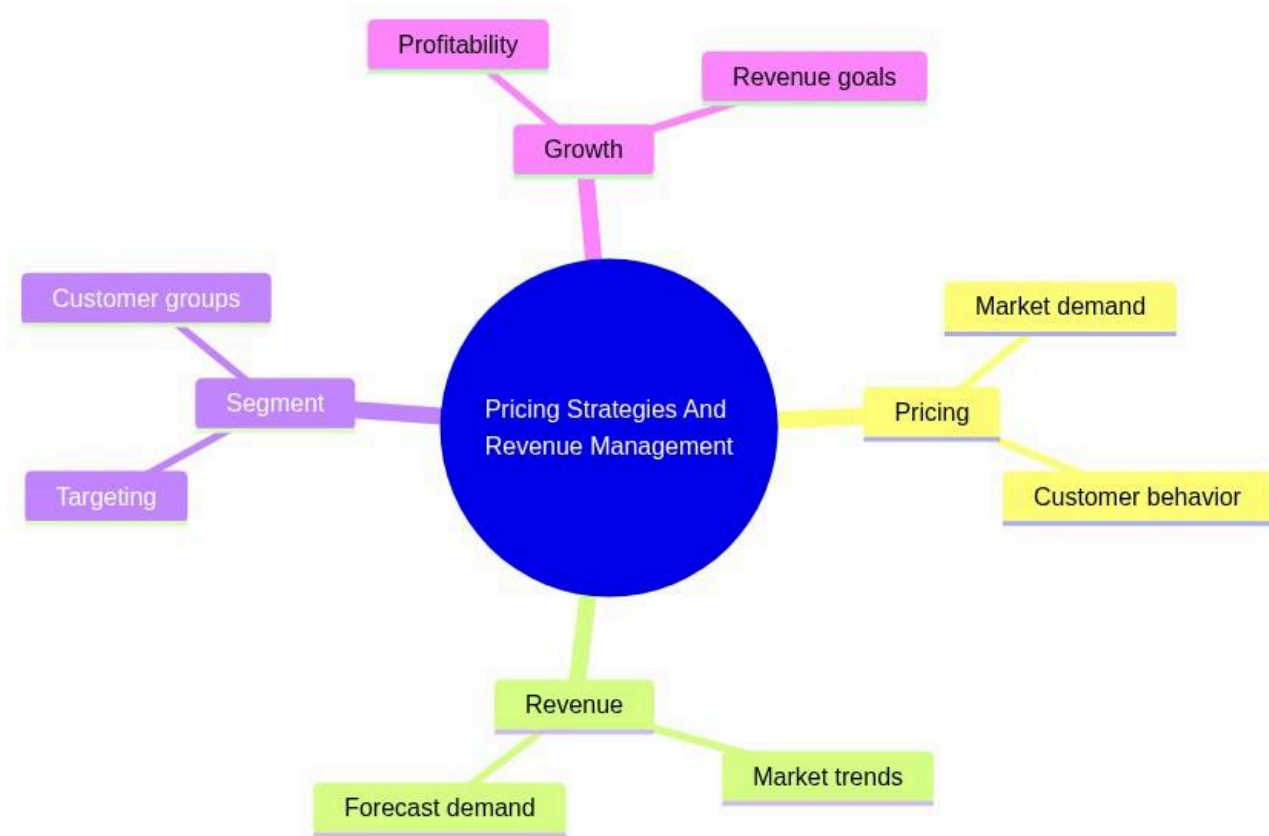 Profitability
Revenue goals
Growth
Customer groups
Market demand
Segment
Pricing
Pricing Strategies And
Revenue Management
Targeting
Customer behavior
Revenue
Market trends
Forecast demand